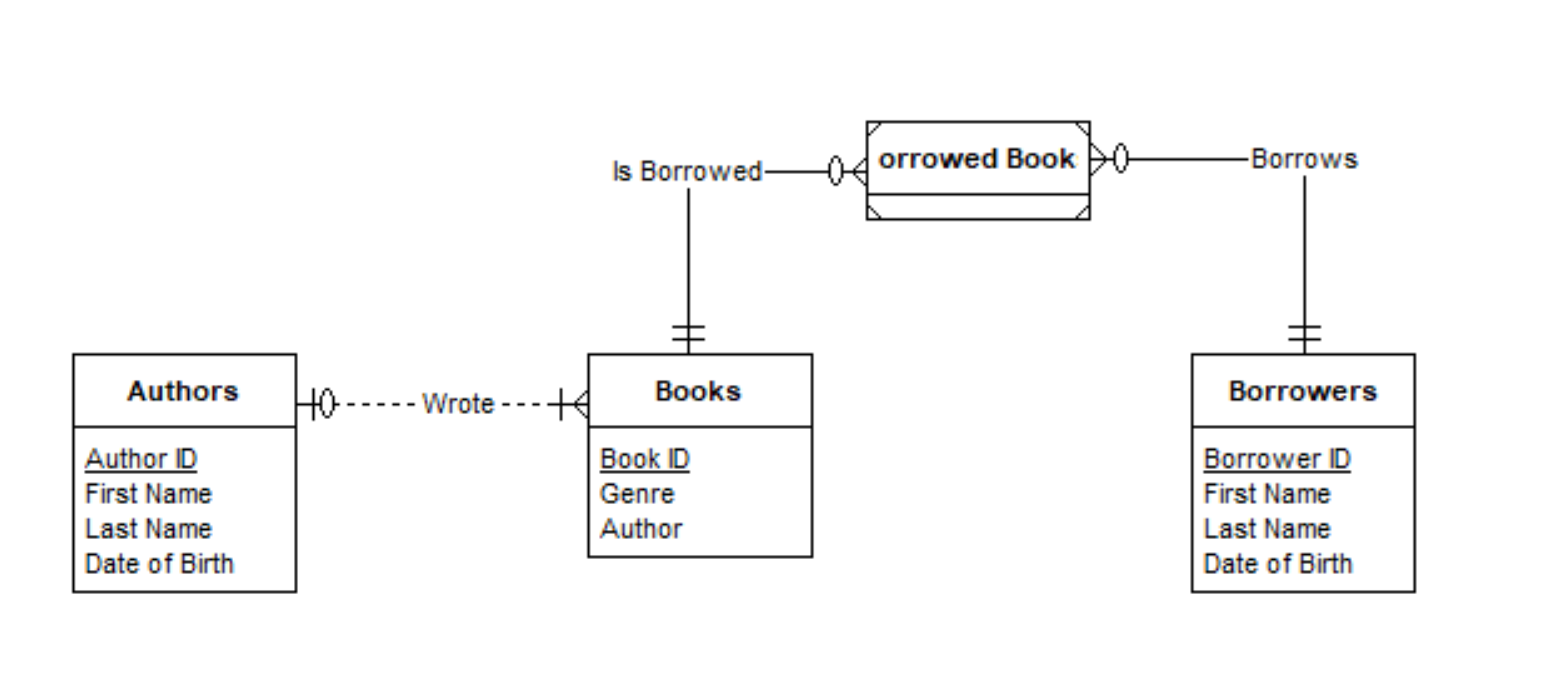 orrowed Book
Is Borrowed
Borrows
Authors
Author ID
First Name
Last Name
Date of Birth
Wrote
Books
Book ID
Genre
Author
Borrowers
Borrower ID
First Name
Last Name
Date of Birth